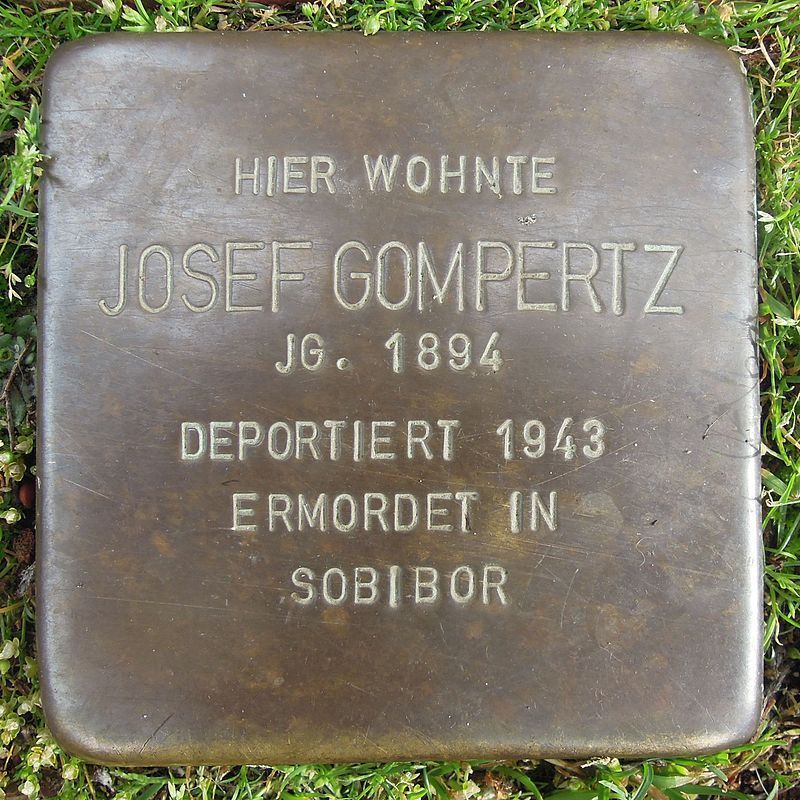 HIER WOHNTE
JOSEF GOMPERTZ
JG. 1894
DEPORTIERT 1943
ERMORDET IN
SOBIBOR